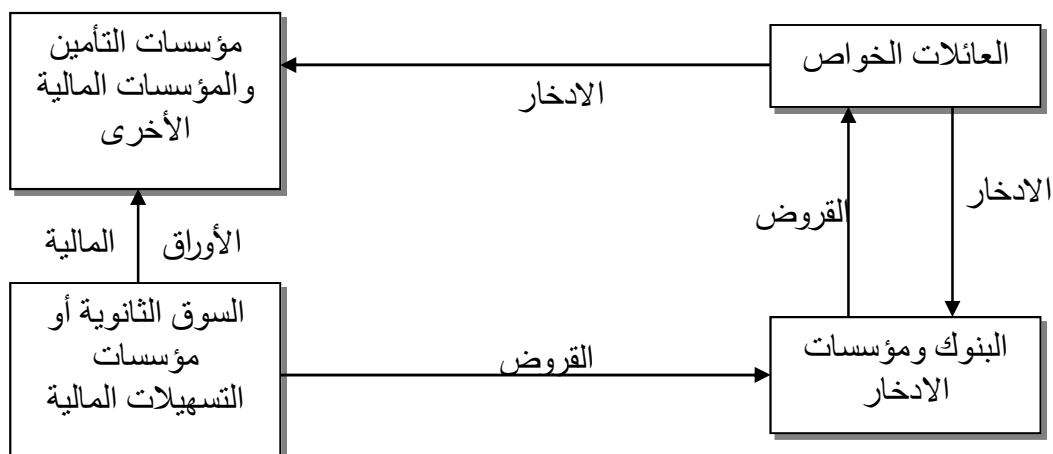 العائلات الخواص
مؤسسات التأمين
والمؤسسات المالية
الأخرى
الادخار
الادخار
القروض
الأوراق المالية
السوق الثانوية أو
مؤسسات
التسهيلات المالية
القروض
البنوك ومؤسسات
الادخار